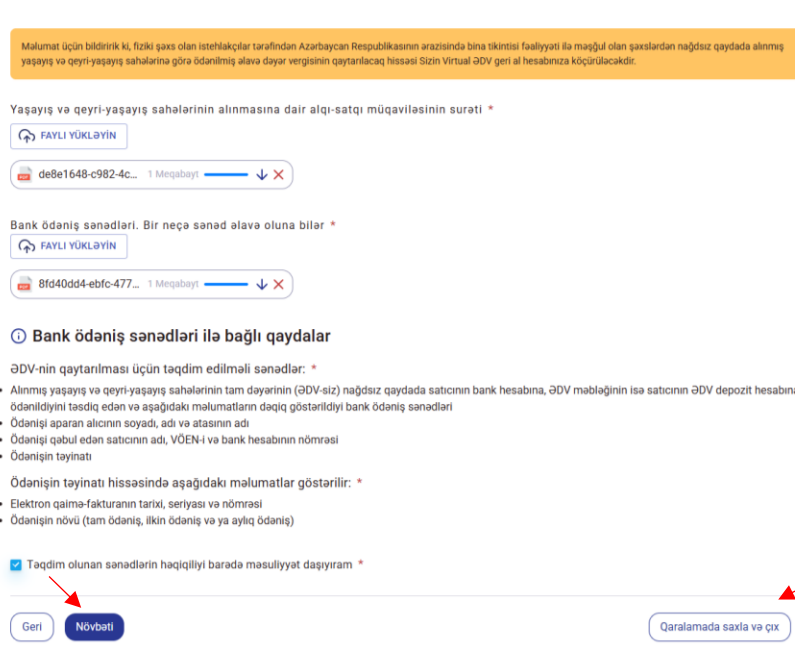 Məlumat üçün bildiririk ki, fiziki şəxs olan istehlakçılar tərəfindən Azərbaycan Respublikasının ərazisində bina tikintisi fəaliyyəti ilə məşğul olan şəxslərdən nağdsız qaydada alınmış
yaşayış və qeyri-yaşayış sahələrinə görə ödənilmiş əlavə dəyər vergisinin qaytarılacaq hissəsi Sizin Virtual ƏDV geri al hesabınıza köçürüləcəkdir.
Yaşayış və qeyri-yaşayış sahələrinin alınmasına dair alqı-satqı müqaviləsinin surəti *
FAYLI YÜKLƏYİN
PDF de8e1648-c982-4c... 1 Meqabayt
Bank ödəniş sənədləri. Bir neçə sənəd əlavə oluna bilər *
FAYLI YÜKLƏYİN
PDF 8fd40dd4-ebfc-477... 1 Meqabayt
Bank ödəniş sənədləri ilə bağlı qaydalar
ƏDV-nin qaytarılması üçün təqdim edilməli sənədlər: *
• Alınmış yaşayış və qeyri-yaşayış sahələrinin tam dəyərinin (ƏDV-siz) nağdsız qaydada satıcının bank hesabına, ƏDV məbləğinin isə satıcının ƏDV depozit hesabına
ödənildiyini təsdiq edən və aşağıdakı məlumatların dəqiq göstərildiyi bank ödəniş sənədləri
• Ödənişi aparan alıcının soyadı, adı və atasının adı
• Ödənişi qəbul edən satıcının adı, VÖEN-i və bank hesabının nömrəsi
• Ödənişin təyinatı
Ödənişin təyinatı hissəsində aşağıdakı məlumatlar göstərilir: *
• Elektron qaimə-fakturanın tarixi, seriyası və nömrəsi
• Ödənişin növü (tam ödəniş, ilkin ödəniş və ya aylıq ödəniş)
Təqdim olunan sənədlərin həqiqiliyi barədə məsuliyyət daşıyıram *
Geri Növbəti Qaralamada saxla və çıx